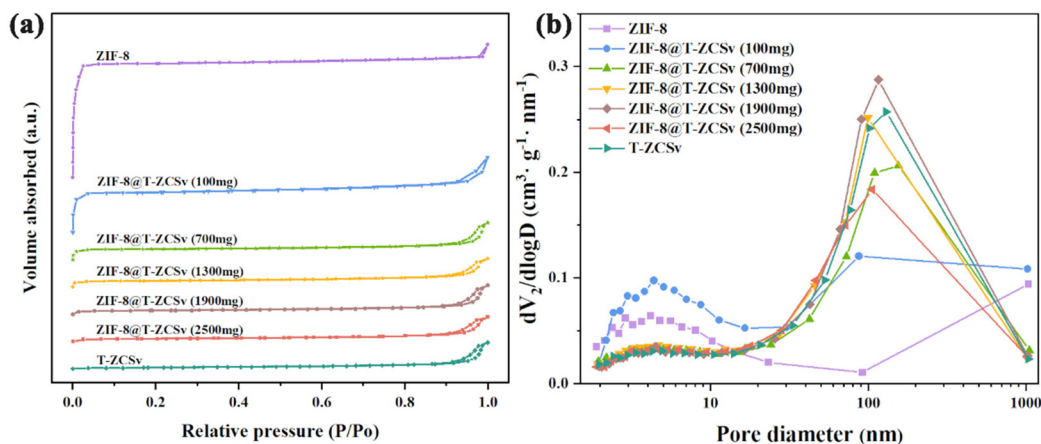 (a)
ZIF-8
ZIF-8@T-ZCSv (100mg)
ZIF-8@T-ZCSv (700mg)
ZIF-8@T-ZCSv (1300mg)
ZIF-8@T-ZCSv (1900mg)
ZIF-8@T-ZCSv (2500mg)
T-ZCSv
Volume absorbed (a.u.)
0.0 0.2 0.4 0.6 0.8 1.0
Relative pressure (P/Po)
(b)
ZIF-8
ZIF-8@T-ZCSv (100mg)
ZIF-8@T-ZCSv (700mg)
ZIF-8@T-ZCSv (1300mg)
ZIF-8@T-ZCSv (1900mg)
ZIF-8@T-ZCSv (2500mg)
T-ZCSv
dV₂/dlogD (cm³· g⁻¹· nm⁻¹)
0.3
0.2
0.1
0.0
10 100 1000
Pore diameter (nm)